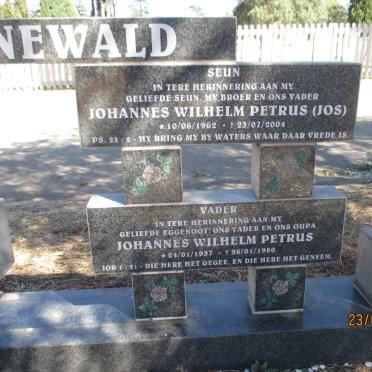 NEWALD
SEUN
IN TERE HERINNERING AAN MY
GELIEFDE SEUN, MY BROER EN ONS VADER
JOHANNES WILHELM PETRUS (JOS)
*10/06/1962 - †23/07/2004
PS. 23 : 2 - HY BRING MY BY WATERS WAAR DAAR VREDE IS
VADER
IN TERE HERINNERING AAN MY
GELIEFDE EGGENOOT, ONS VADER EN ONS OUPA
JOHANNES WILHELM PETRUS
*24/01/1937 - †26/01/1980
JOB 1 : 21 - DIE HERE HET GEGEE, EN DIE HERE HET GENEEM.
23/0